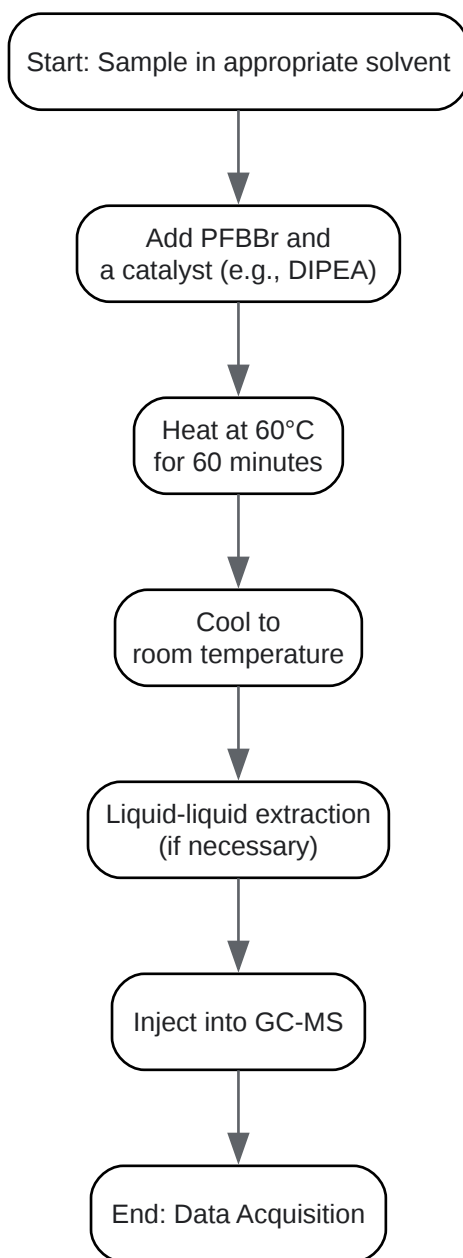 Start: Sample in appropriate solvent
Add PFBBr and
a catalyst (e.g., DIPEA)
Heat at 60°C
for 60 minutes
Cool to
room temperature
Liquid-liquid extraction
(if necessary)
Inject into GC-MS
End: Data Acquisition